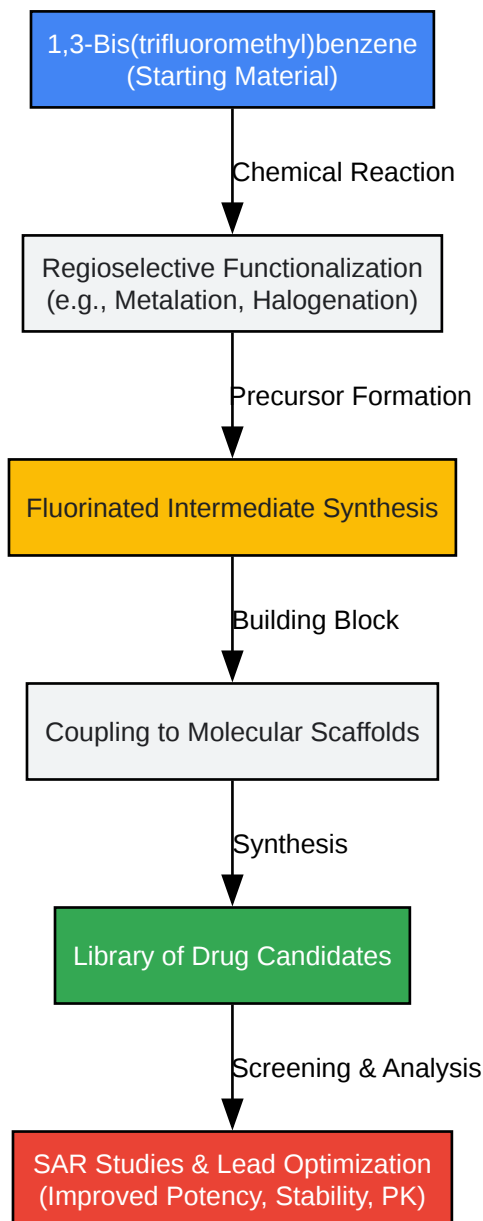 1,3-Bis(trifluoromethyl)benzene
(Starting Material)
Chemical Reaction
Regioselective Functionalization
(e.g., Metalation, Halogenation)
Precursor Formation
Fluorinated Intermediate Synthesis
Building Block
Coupling to Molecular Scaffolds
Synthesis
Library of Drug Candidates
Screening & Analysis
SAR Studies & Lead Optimization
(Improved Potency, Stability, PK)